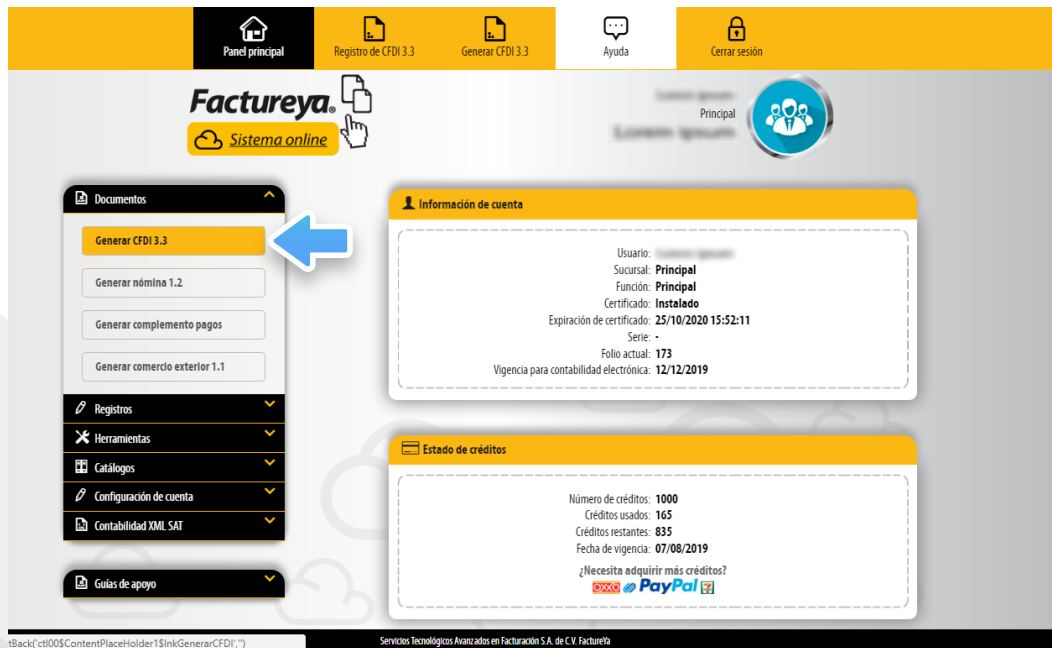 Panel principal
Registro de CFDI 3.3
Generar CFDI 3.3
Ayuda
Cerrar sesión
Factureya®
Sistema online
Principal
Documentos
Generar CFDI 3.3
Generar nómina 1.2
Generar complemento pagos
Generar comercio exterior 1.1
Registros
Herramientas
Catálogos
Configuración de cuenta
Contabilidad XML SAT
Guías de apoyo
Información de cuenta
Usuario:
Sucursal: Principal
Función: Principal
Certificado: Instalado
Expiración de certificado: 25/10/2020 15:52:11
Serie: -
Folio actual: 173
Vigencia para contabilidad electrónica: 12/12/2019
Estado de créditos
Número de créditos: 1000
Créditos usados: 165
Créditos restantes: 835
Fecha de vigencia: 07/08/2019
¿Necesita adquirir más créditos?
OXXO PayPal 7
tBack('ctl00$ContentPlaceHolder1$lnkGenerarCFDI','')
Servicios Tecnológicos Avanzados en Facturación S.A. de C.V. FactureYa